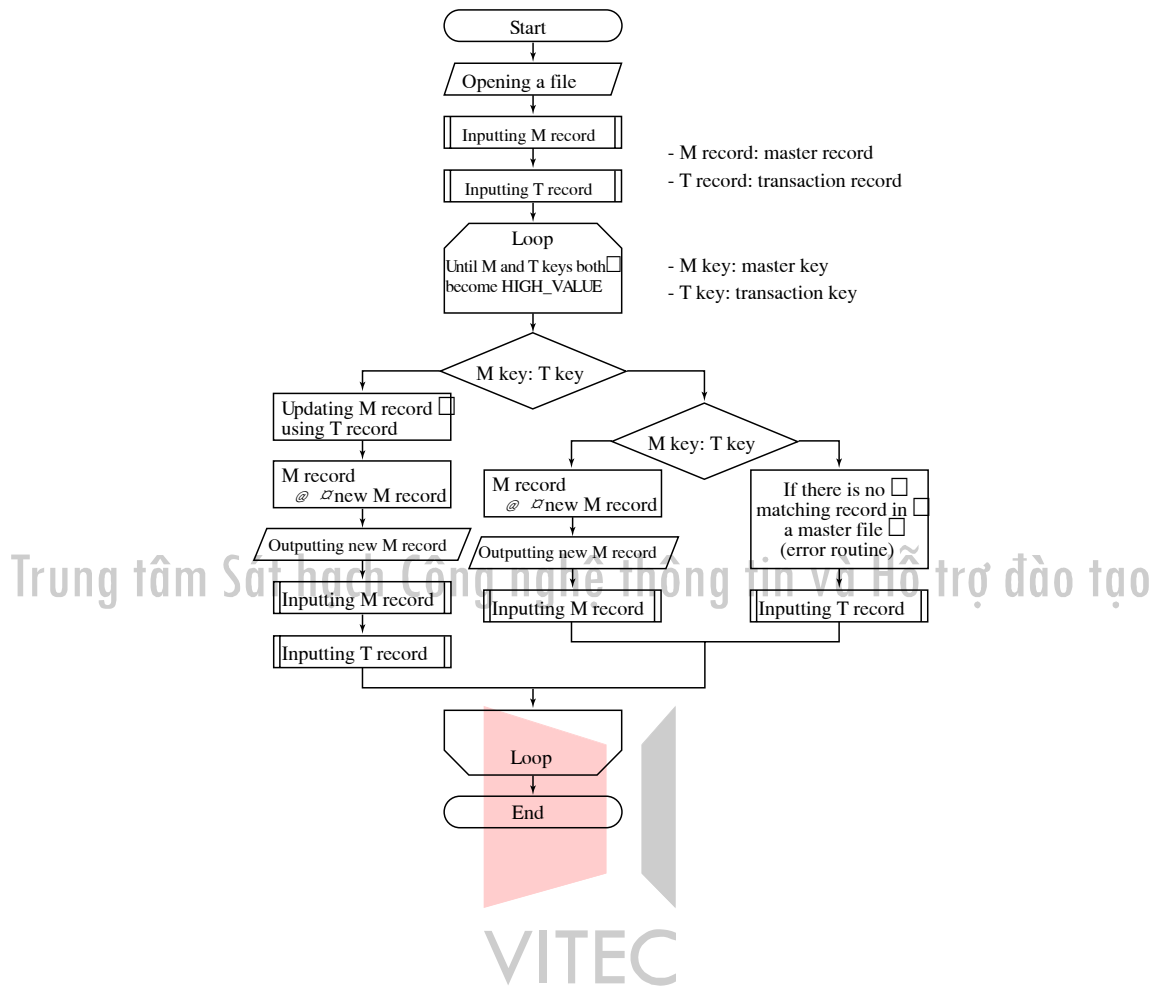 Start
Opening a file
Inputting M record
- M record: master record
Inputting T record
- T record: transaction record
Loop
Until M and T keys both□
become HIGH_VALUE
- M key: master key
- T key: transaction key
M key: T key
Updating M record □
using T record
M key: T key
M record
@ ¤new M record
M record
@ ¤new M record
If there is no □
matching record in □
a master file □
(error routine)
Outputting new M record
Outputting new M record
Trung tâm Sát hạch Công nghệ thông tin và Hỗ trợ đào tạo
Inputting M record
Inputting M record
Inputting T record
Inputting T record
Loop
End
VITEC